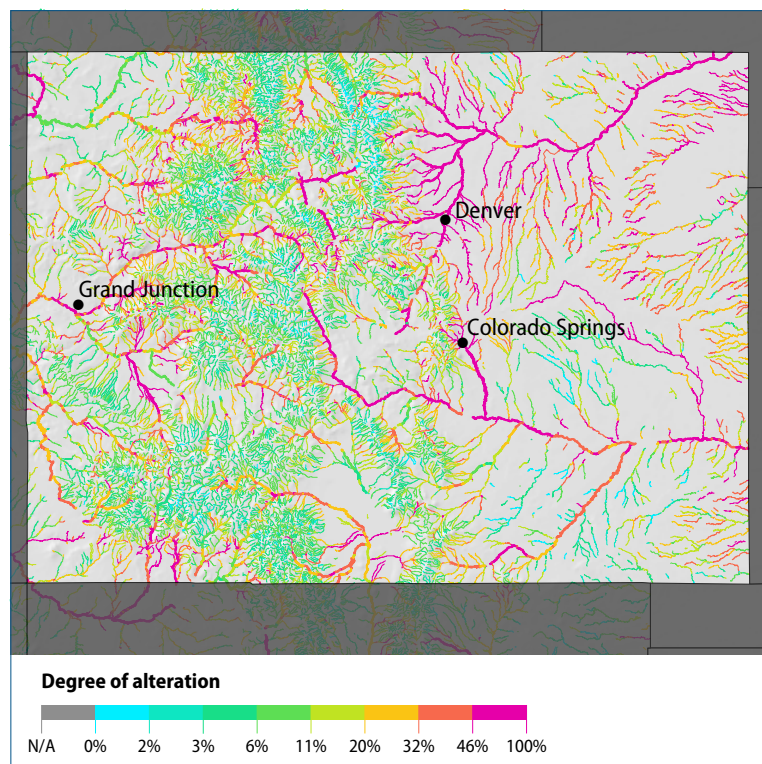 Denver
Grand Junction
Colorado Springs
Degree of alteration
N/A 0% 2% 3% 6% 11% 20% 32% 46% 100%